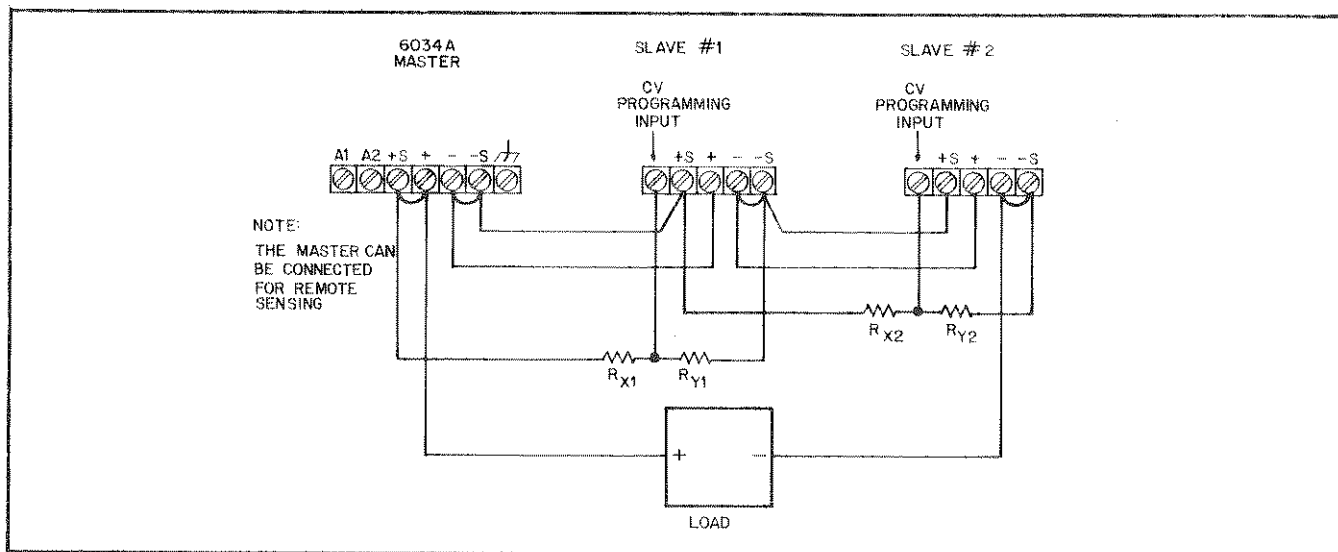 6034A
MASTER
SLAVE #1
SLAVE #2
CV
PROGRAMMING
INPUT
CV
PROGRAMMING
INPUT
A1 A2 +S + - -S
+S + - -S
+S + - -S
NOTE:
THE MASTER CAN
BE CONNECTED
FOR REMOTE
SENSING
RX2 RY2
RX1 RY1
+ -
LOAD